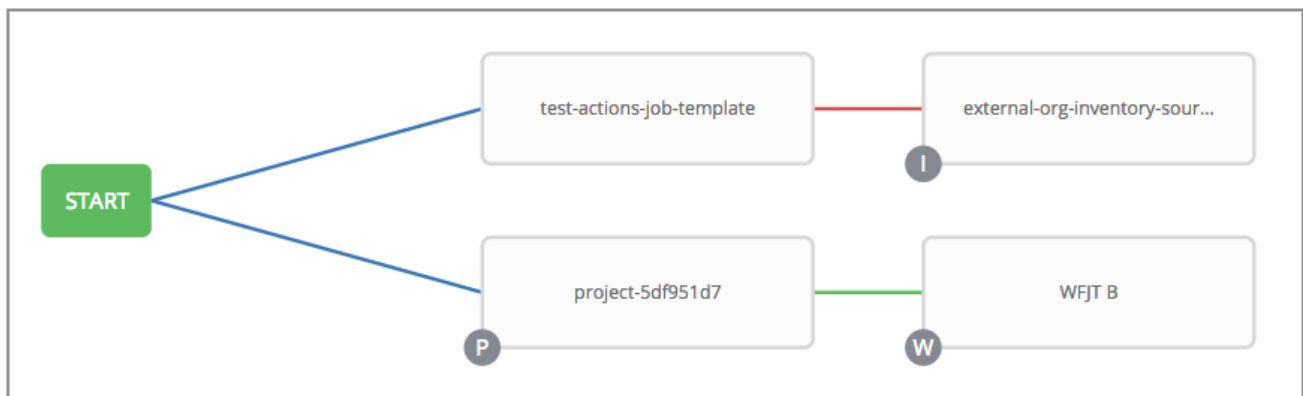 START
test-actions-job-template
external-org-inventory-sour...
I
project-5df951d7
P
WFJT B
W